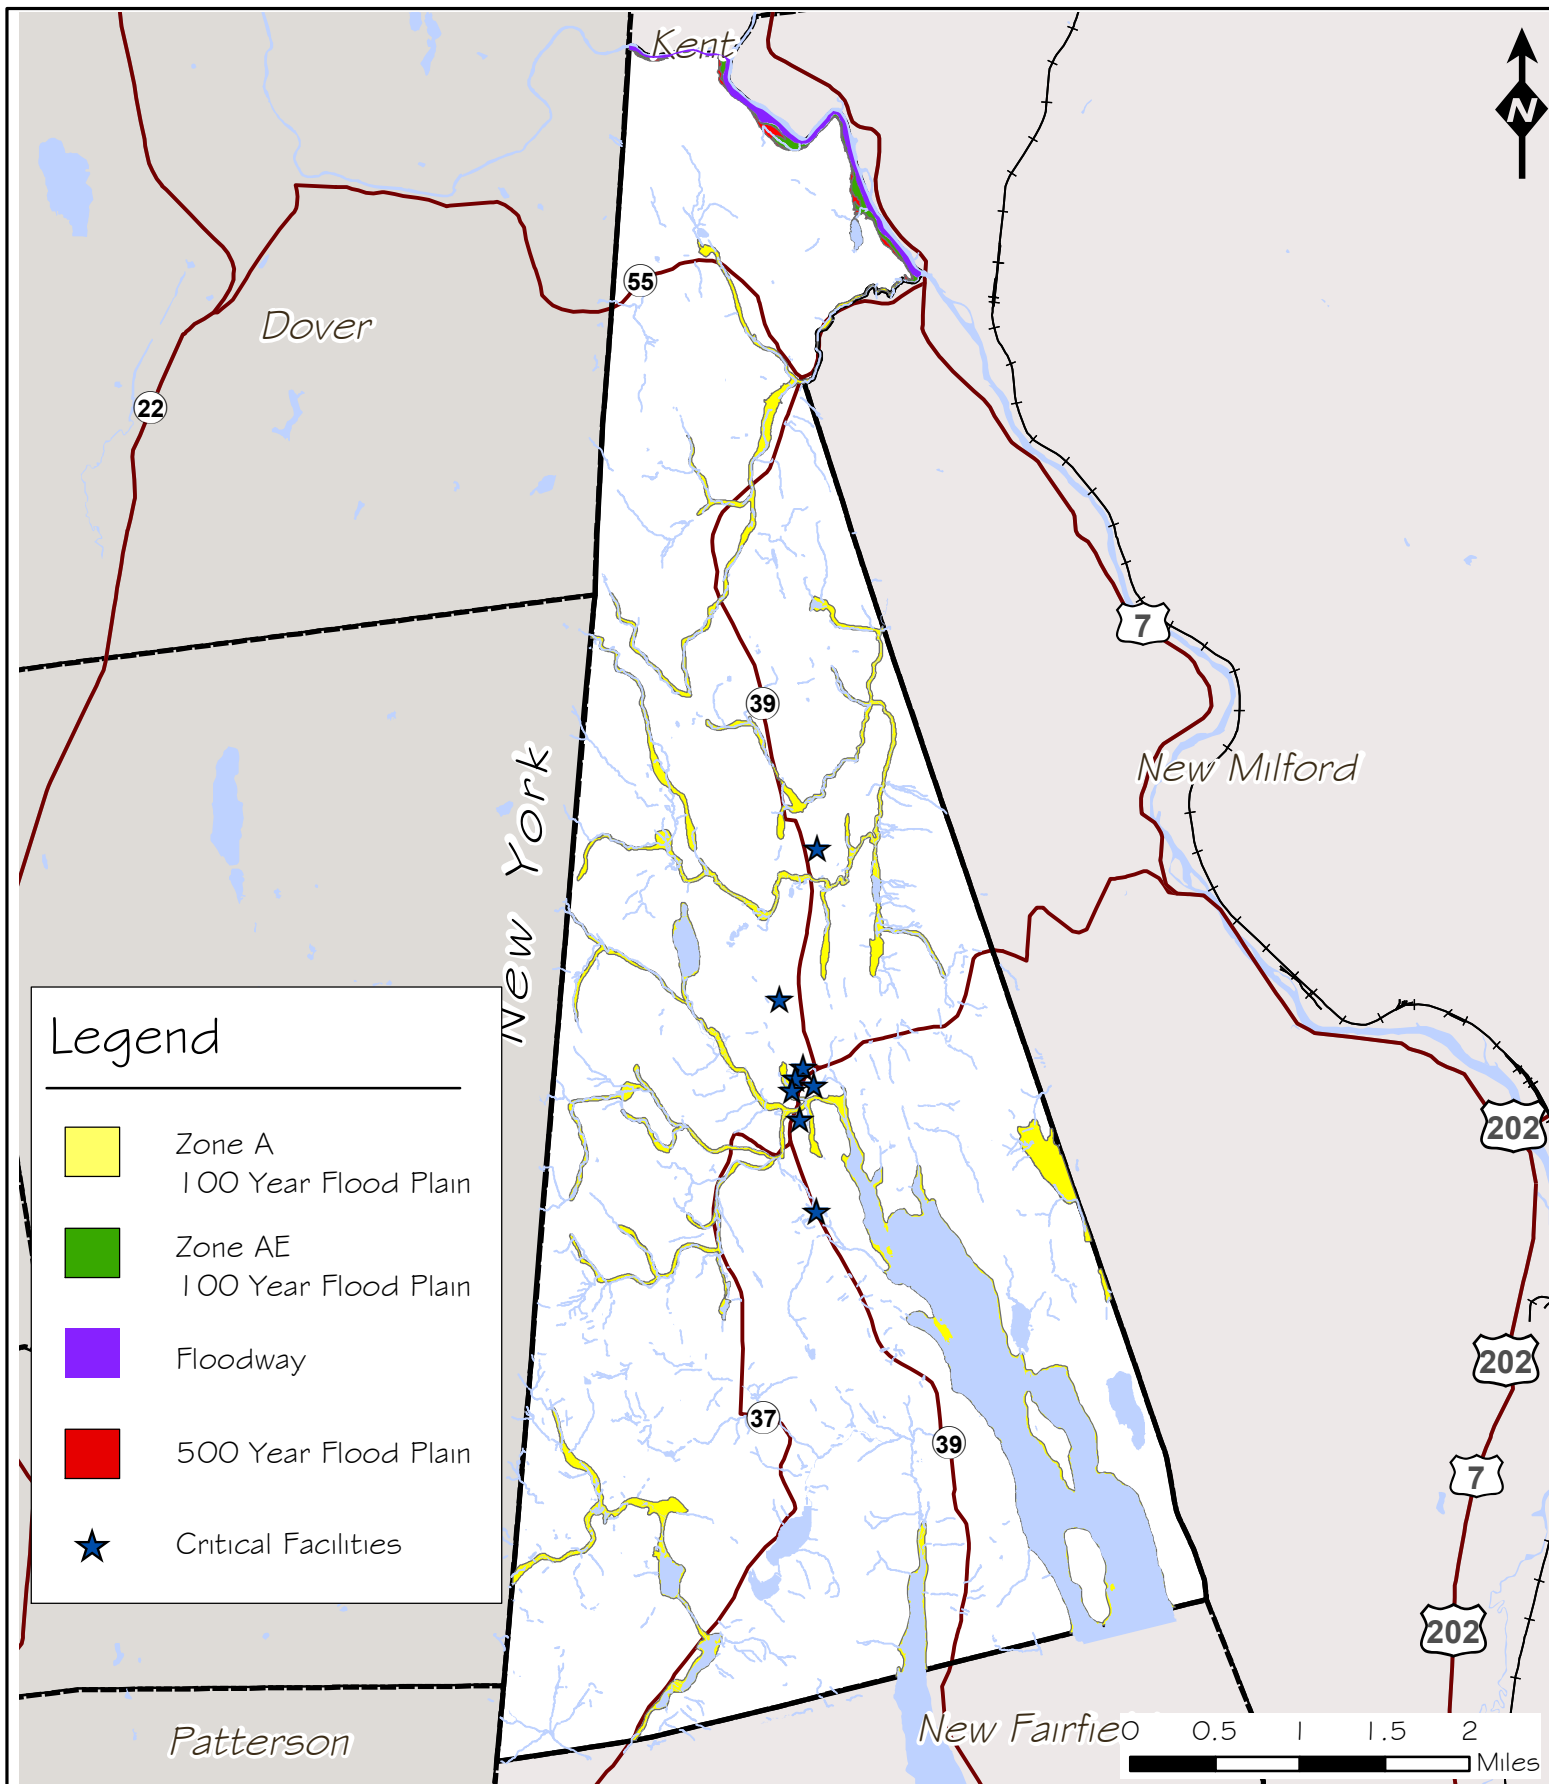 Kent
N
55
Dover
22
7
39
New Milford
New York
Legend
Zone A
100 Year Flood Plain
Zone AE
100 Year Flood Plain
Floodway
500 Year Flood Plain
Critical Facilities
202
202
37
39
7
202
Patterson
New Fairfie
0 0.5 1 1.5 2
Miles